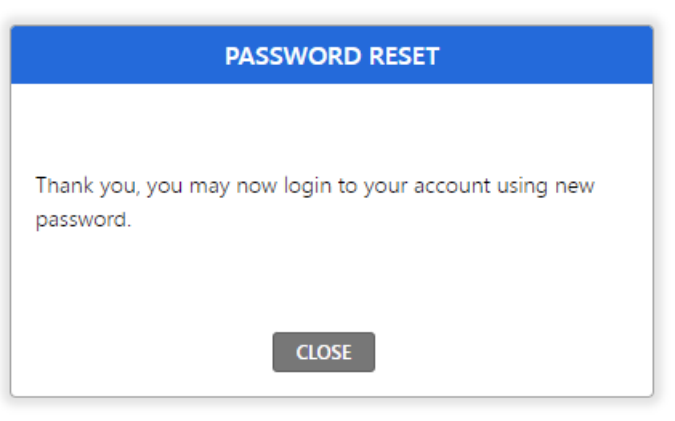 PASSWORD RESET
Thank you, you may now login to your account using new
password.
CLOSE